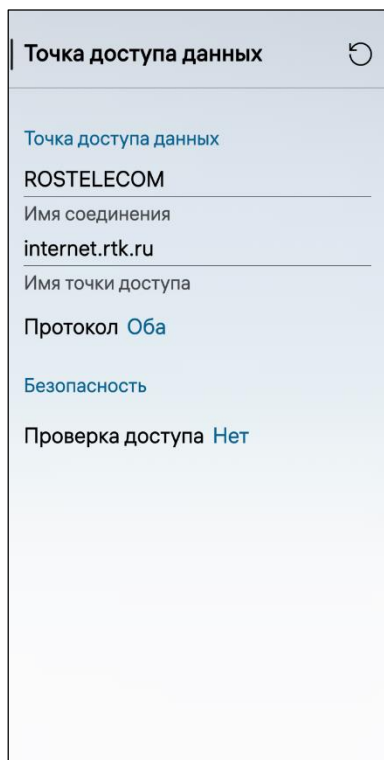 Точка доступа данных
Точка доступа данных
ROSTELECOM
Имя соединения
internet.rtk.ru
Имя точки доступа
Протокол Оба
Безопасность
Проверка доступа Нет